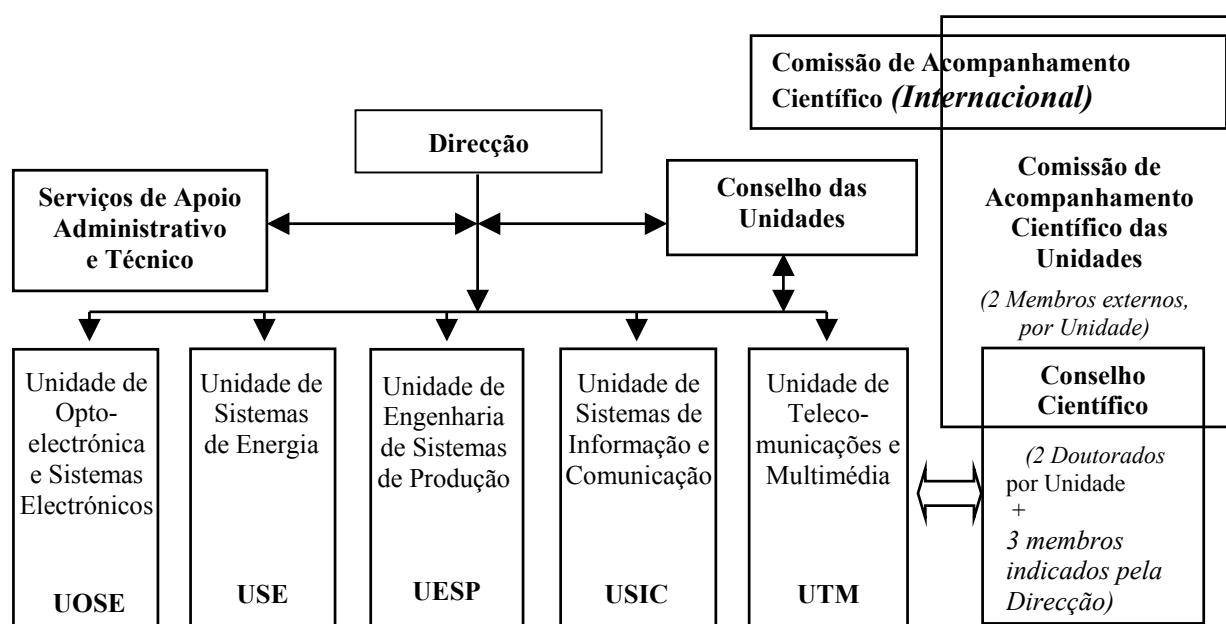 Comissão de Acompanhamento
Científico (Internacional)
Direcção
Serviços de Apoio
Administrativo
e Técnico
Conselho das
Unidades
Comissão de
Acompanhamento
Científico das
Unidades
(2 Membros externos,
por Unidade)
Unidade de
Opto-
electrónica
e Sistemas
Electrónicos
UOSE
Unidade de
Sistemas
de Energia
USE
Unidade de
Engenharia
de Sistemas
de Produção
UESP
Unidade de
Sistemas de
Informação e
Comunicação
USIC
Unidade de
Teleco-
municações e
Multimédia
UTM
Conselho
Científico
(2 Doutorados
por Unidade
+
3 membros
indicados pela
Direcção)